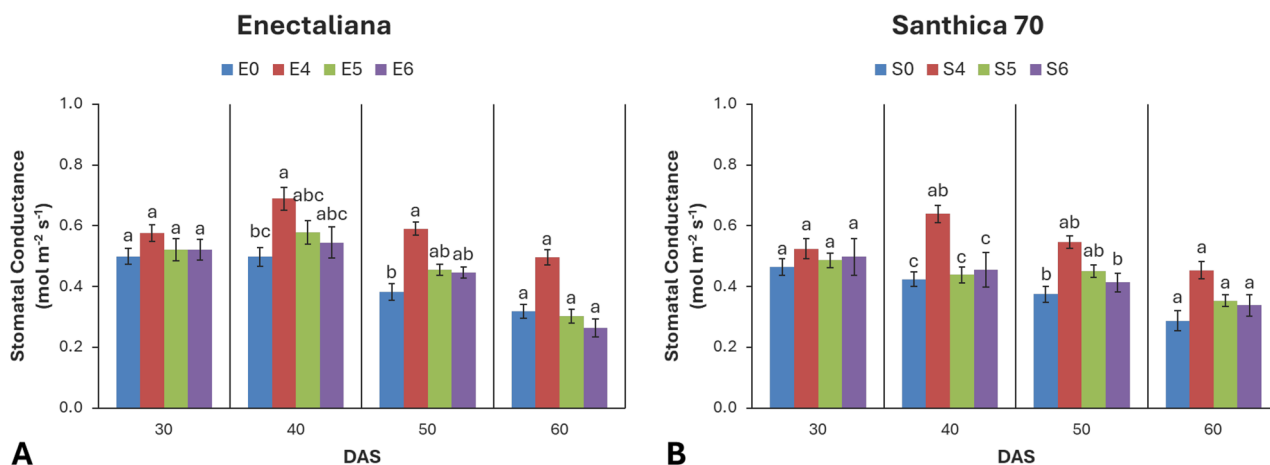 Enectaliana
E0 E4 E5 E6
Stomatal Conductance
(mol m⁻² s⁻¹)
1.0
0.8
0.6
0.4
0.2
0.0
a a a a
bc a abc abc
b a ab ab
a a a a
30 40 50 60
DAS
A
Santhica 70
S0 S4 S5 S6
Stomatal Conductance
(mol m⁻² s⁻¹)
1.0
0.8
0.6
0.4
0.2
0.0
a a a a
c ab c c
b ab ab b
a a a a
30 40 50 60
DAS
B